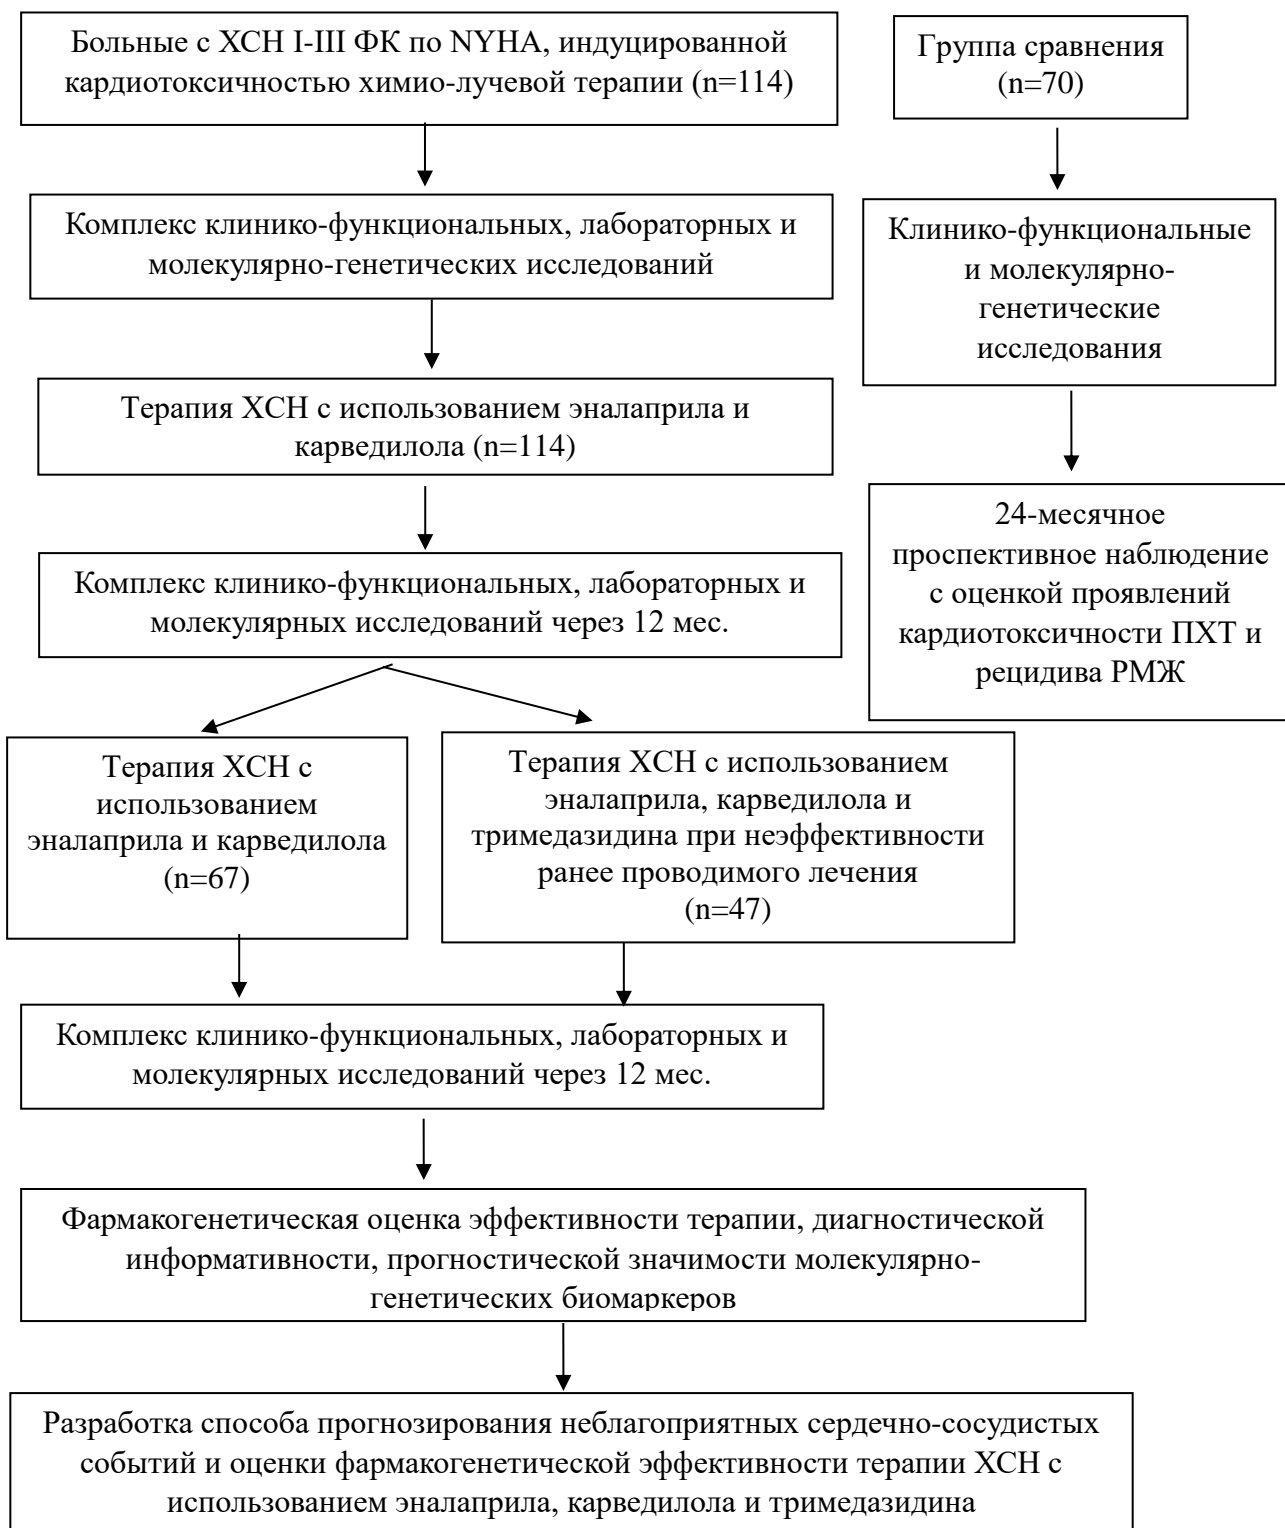 Больные с ХСН I-III ФК по NYHA, индуцированной
кардиотоксичностью химио-лучевой терапии (n=114)
Группа сравнения
(n=70)
Комплекс клинико-функциональных, лабораторных и
молекулярно-генетических исследований
Клинико-функциональные
и молекулярно-
генетические
исследования
Терапия ХСН с использованием эналаприла и
карведилола (n=114)
24-месячное
проспективное наблюдение
с оценкой проявлений
кардиотоксичности ПХТ и
рецидива РМЖ
Комплекс клинико-функциональных, лабораторных и
молекулярных исследований через 12 мес.
Терапия ХСН с
использованием
эналаприла и карведилола
(n=67)
Терапия ХСН с использованием
эналаприла, карведилола и
тримедазидина при неэффективности
ранее проводимого лечения
(n=47)
Комплекс клинико-функциональных, лабораторных и
молекулярных исследований через 12 мес.
Фармакогенетическая оценка эффективности терапии, диагностической
информативности, прогностической значимости молекулярно-
генетических биомаркеров
Разработка способа прогнозирования неблагоприятных сердечно-сосудистых
событий и оценки фармакогенетической эффективности терапии ХСН с
использованием эналаприла, карведилола и тримедазидина